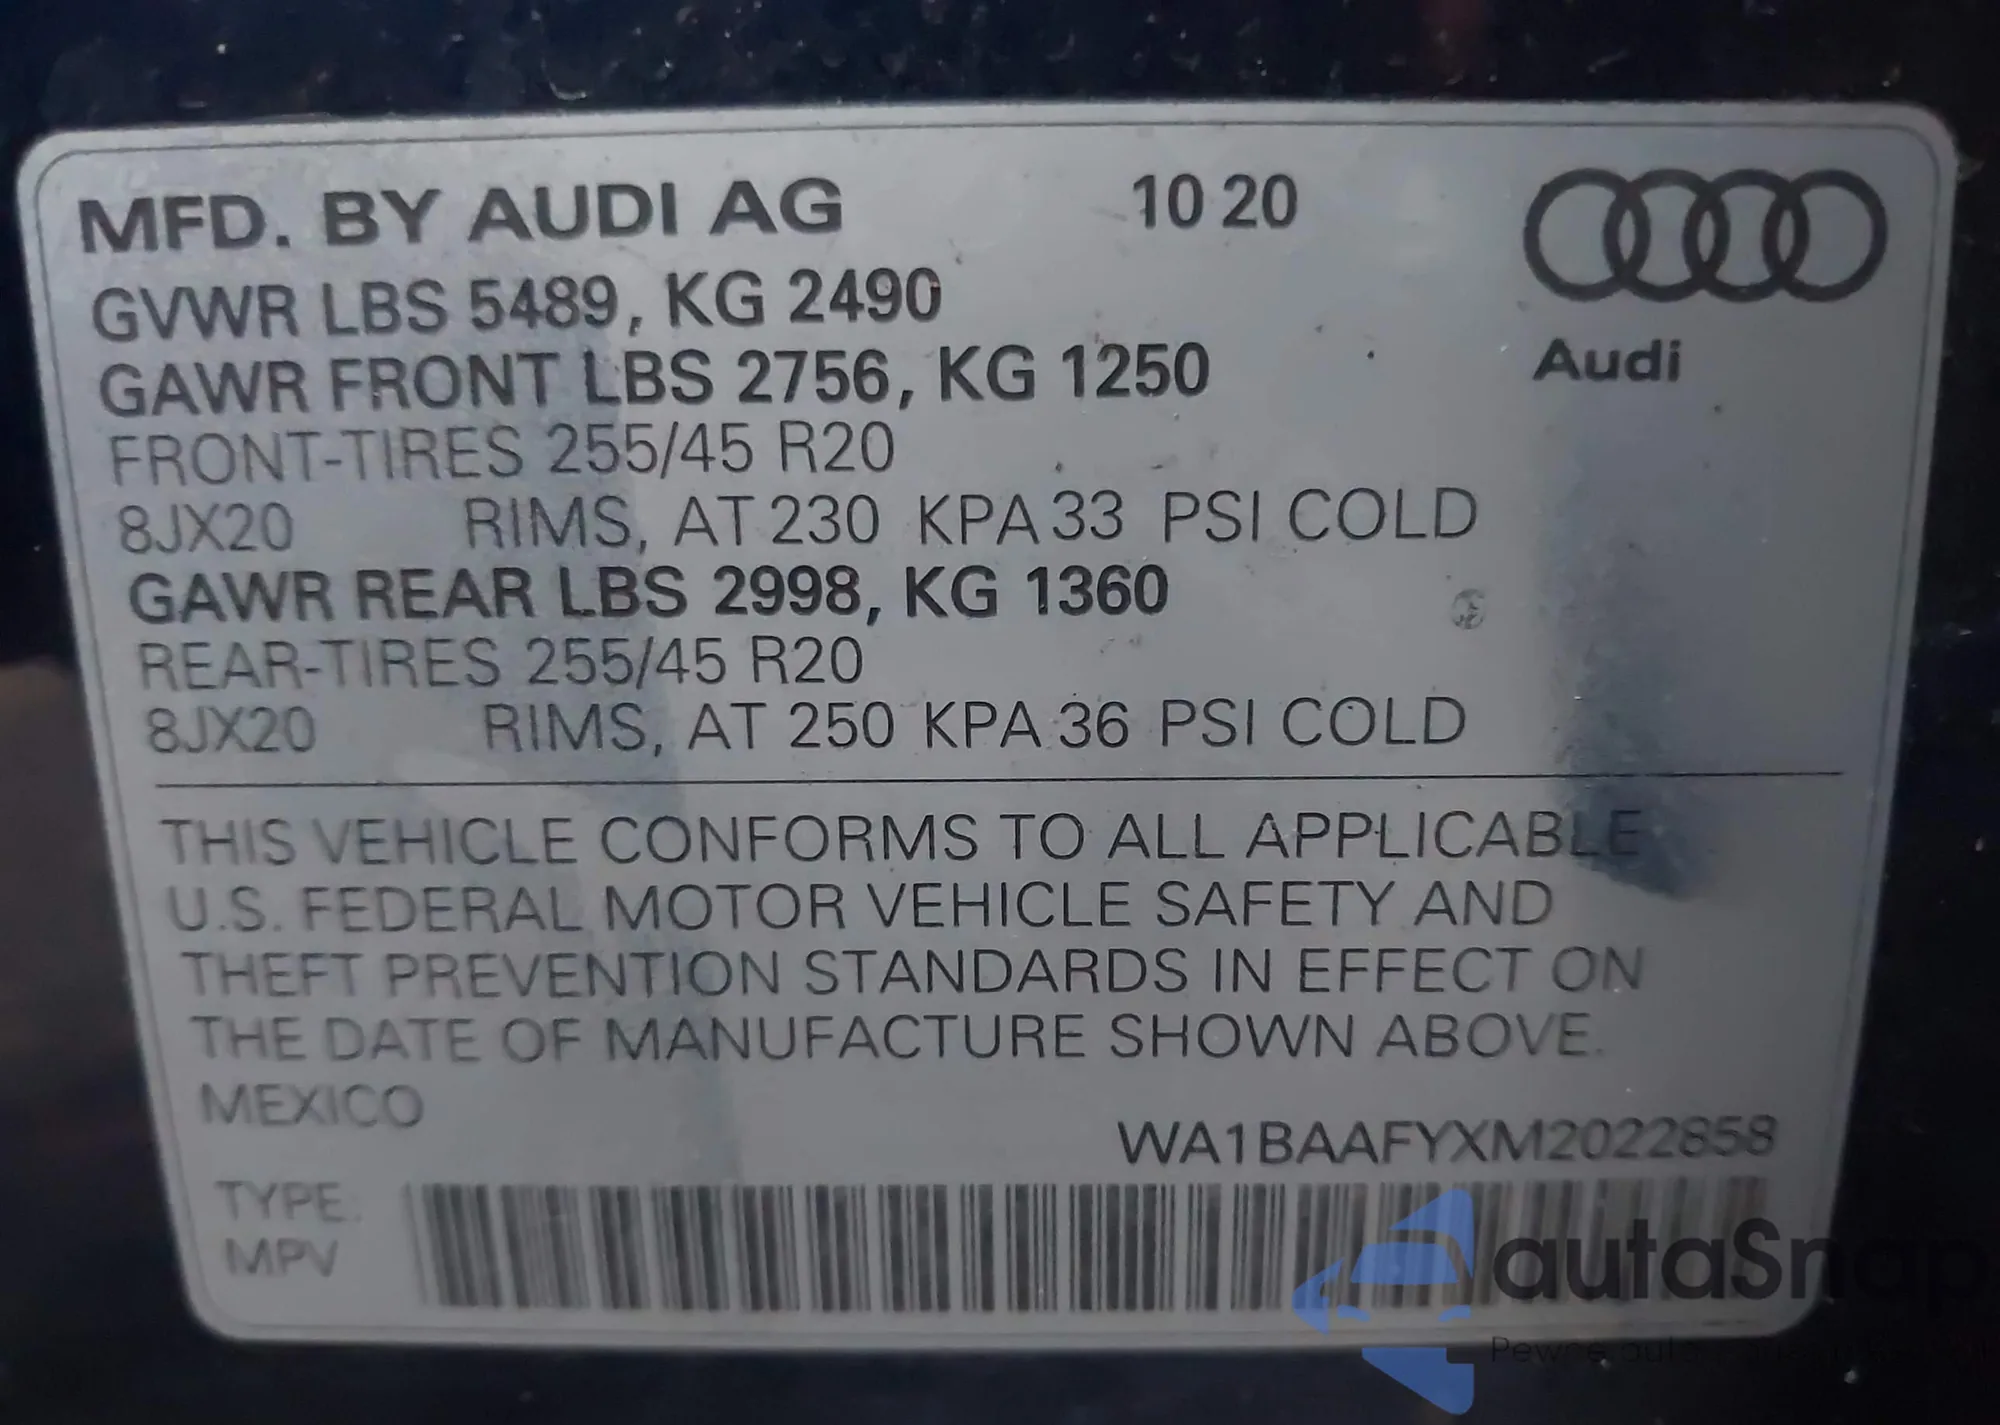 MFD. BY AUDI AG 10 20
GVWR LBS 5489, KG 2490
GAWR FRONT LBS 2756, KG 1250
Audi
FRONT-TIRES 255/45 R20
8JX20 RIMS, AT 230 KPA 33 PSI COLD
GAWR REAR LBS 2998, KG 1360
REAR-TIRES 255/45 R20
8JX20 RIMS, AT 250 KPA 36 PSI COLD
THIS VEHICLE CONFORMS TO ALL APPLICABLE
U.S. FEDERAL MOTOR VEHICLE SAFETY AND
THEFT PREVENTION STANDARDS IN EFFECT ON
THE DATE OF MANUFACTURE SHOWN ABOVE.
MEXICO
WA1BAAFYXM2022858
TYPE:
MPV
autaSnap
Pewne